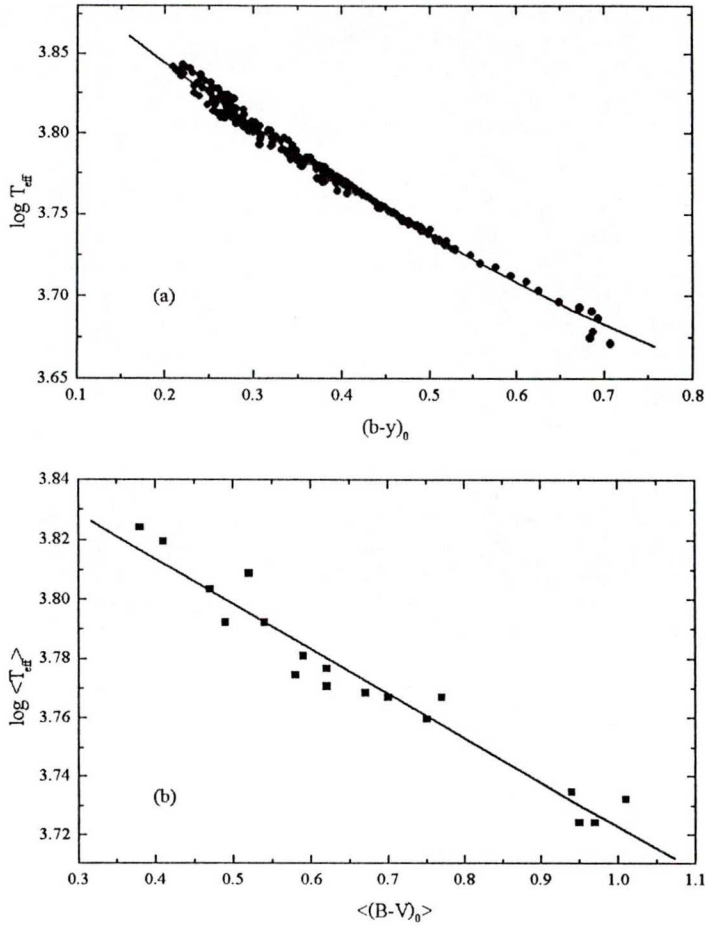 3.85
3.80
3.75
3.70
3.65
log T_eff
(a)
0.1 0.2 0.3 0.4 0.5 0.6 0.7 0.8
(b-y)₀
3.84
3.82
3.80
3.78
3.76
3.74
3.72
log <T_eff>
(b)
0.3 0.4 0.5 0.6 0.7 0.8 0.9 1.0 1.1
<(B-V)₀>